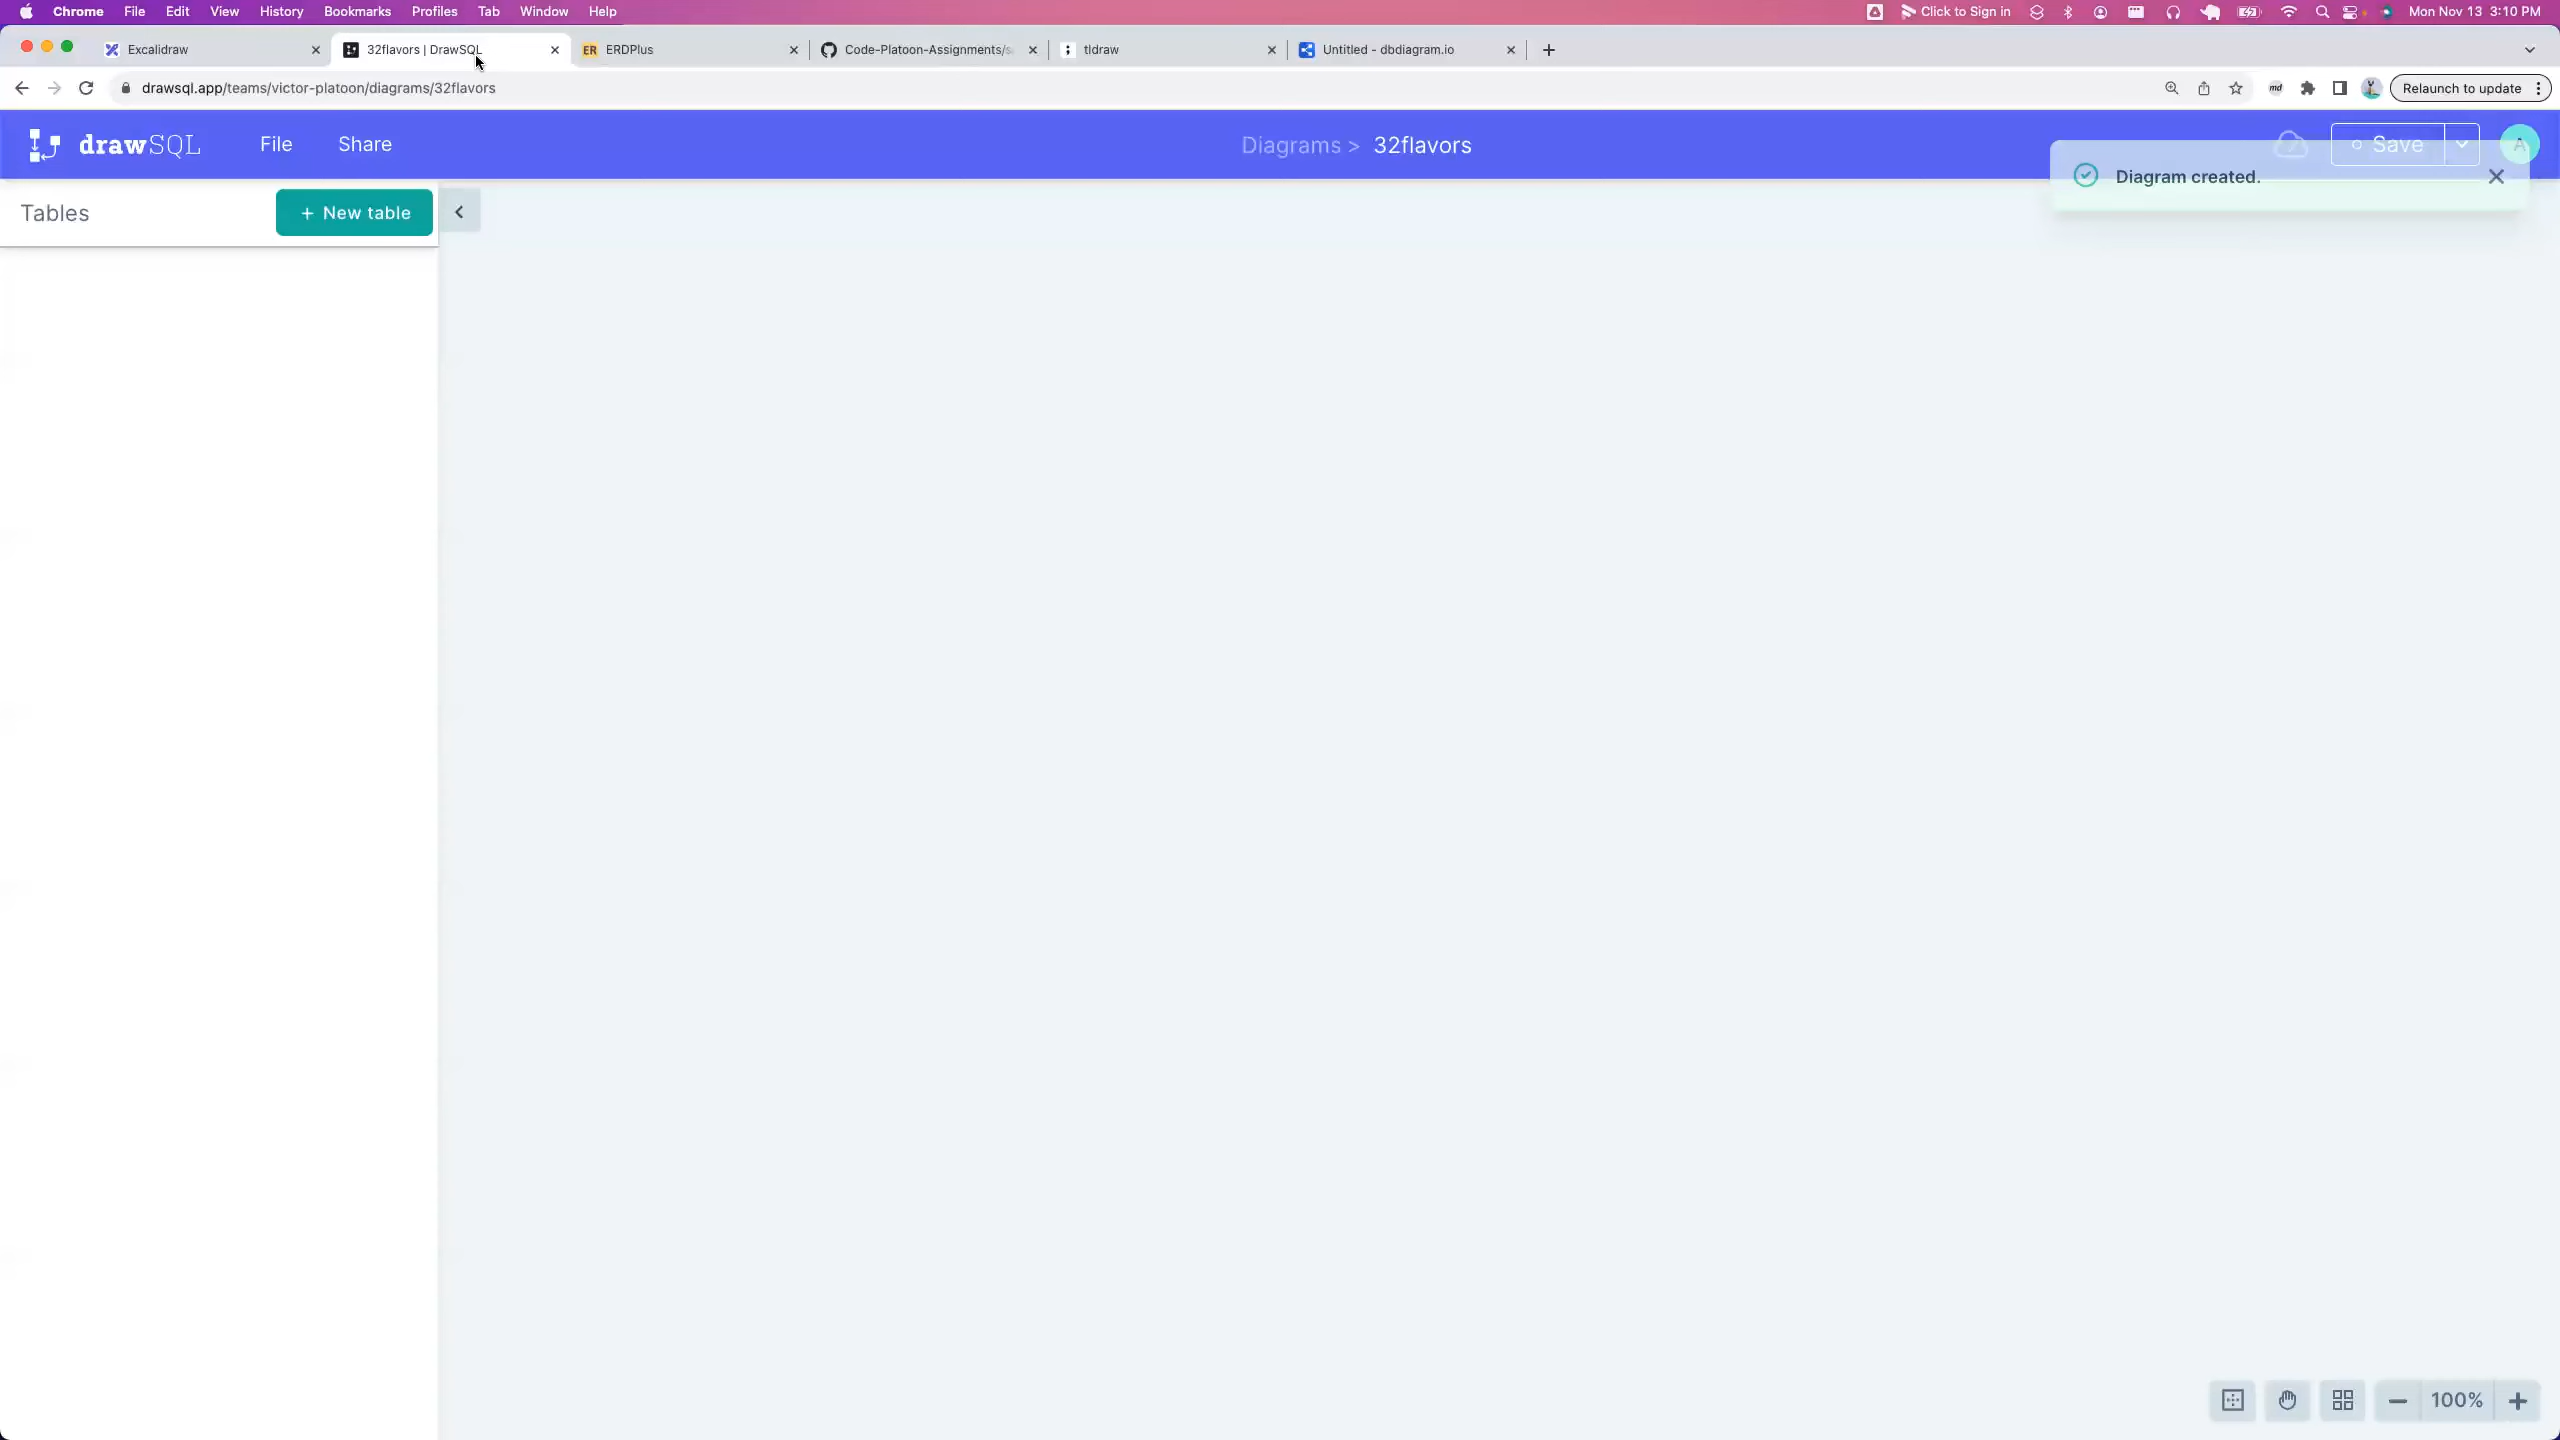 Chrome File Edit View History Bookmarks Profiles Tab Window Help Click to Sign in Mon Nov 13 3:10 PM
Excalidraw 32flavors | DrawSQL ER ERDPlus Code-Platoon-Assignments/s tldraw Untitled - dbdiagram.io
drawsql.app/teams/victor-platoon/diagrams/32flavors md Relaunch to update
drawSQL File Share Diagrams > 32flavors Save A
Diagram created.
Tables + New table
100%